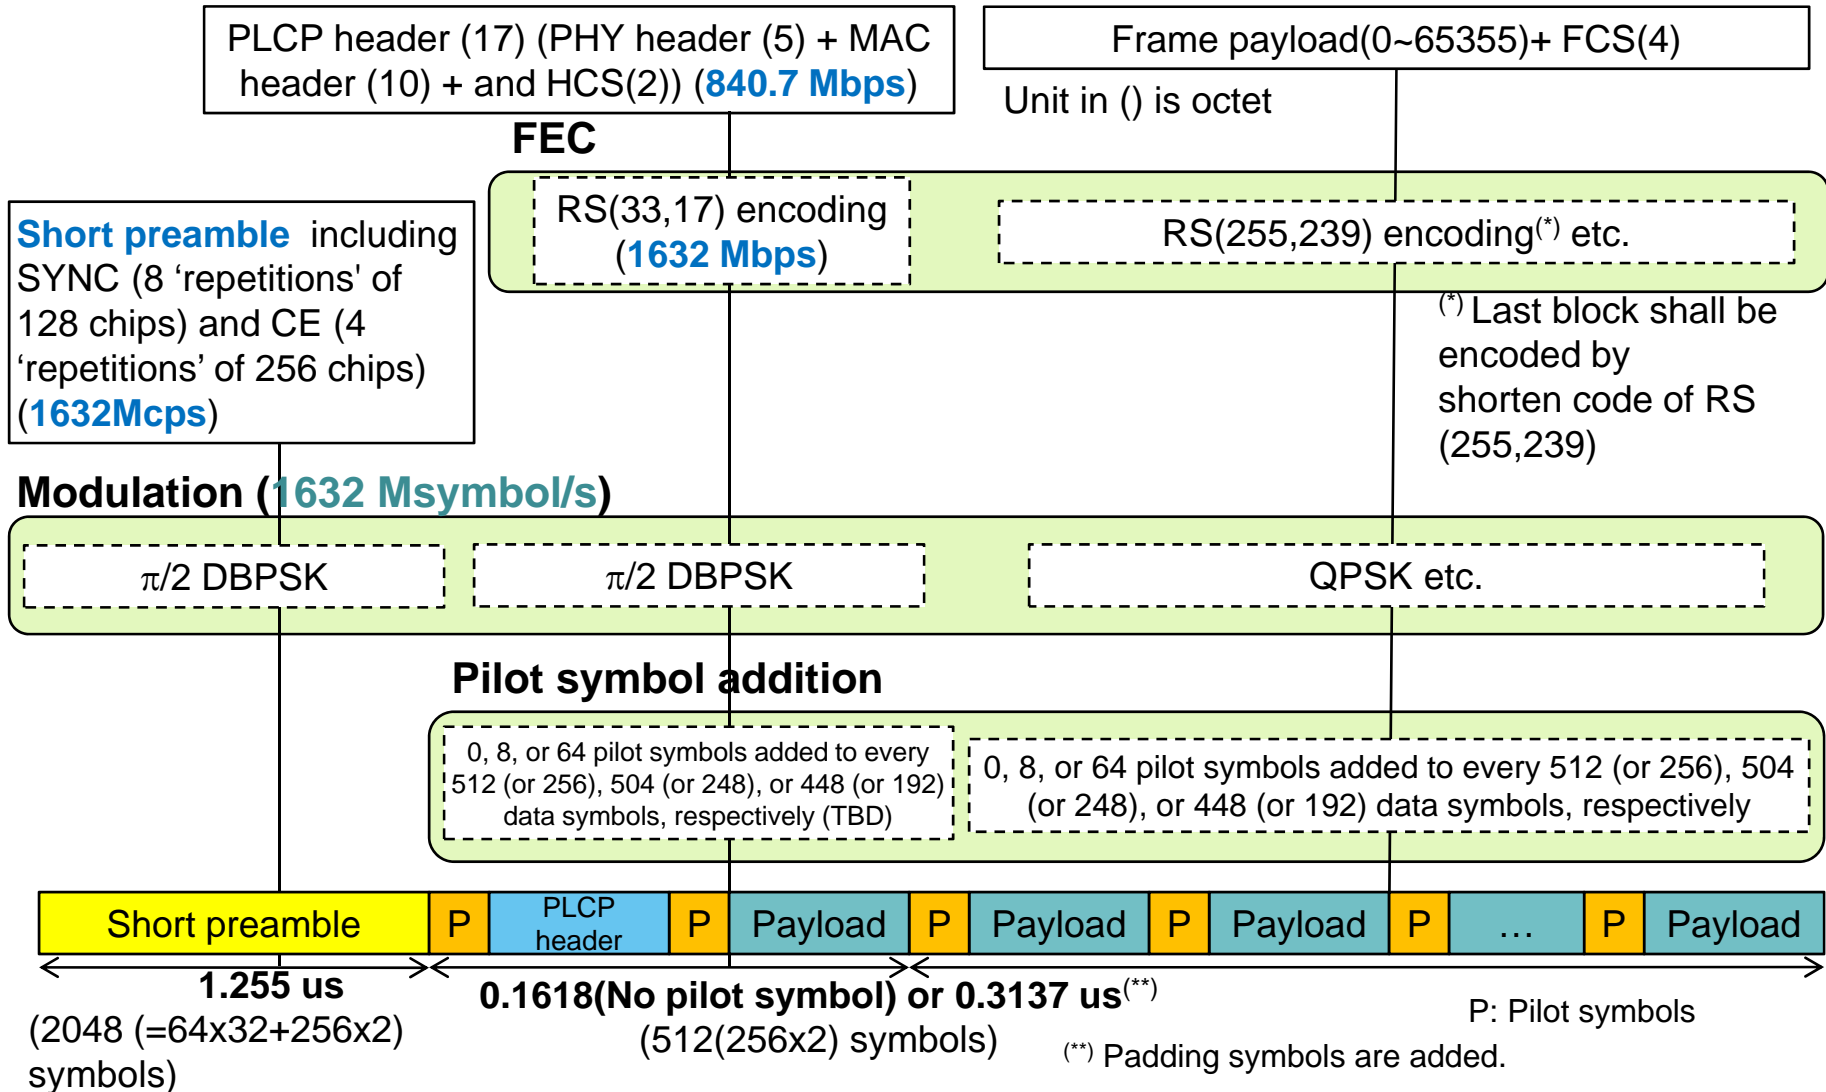 PLCP header (17) (PHY header (5) + MAC
header (10) + and HCS(2)) (840.7 Mbps)
Frame payload(0~65355)+ FCS(4)
Unit in () is octet
FEC
RS(33,17) encoding
(1632 Mbps)
RS(255,239) encoding(*) etc.
Short preamble including
SYNC (8 ‘repetitions' of
128 chips) and CE (4
‘repetitions’ of 256 chips)
(1632Mcps)
(*) Last block shall be
encoded by
shorten code of RS
(255,239)
Modulation (1632 Msymbol/s)
π/2 DBPSK
π/2 DBPSK
QPSK etc.
Pilot symbol addition
0, 8, or 64 pilot symbols added to every
512 (or 256), 504 (or 248), or 448 (or 192)
data symbols, respectively (TBD)
0, 8, or 64 pilot symbols added to every 512 (or 256), 504
(or 248), or 448 (or 192) data symbols, respectively
Short preamble
P
PLCP
header
P
Payload
P
Payload
P
Payload
P
...
P
Payload
1.255 us
(2048 (=64x32+256x2)
symbols)
0.1618(No pilot symbol) or 0.3137 us(**)
(512(256x2) symbols)
P: Pilot symbols
(**) Padding symbols are added.